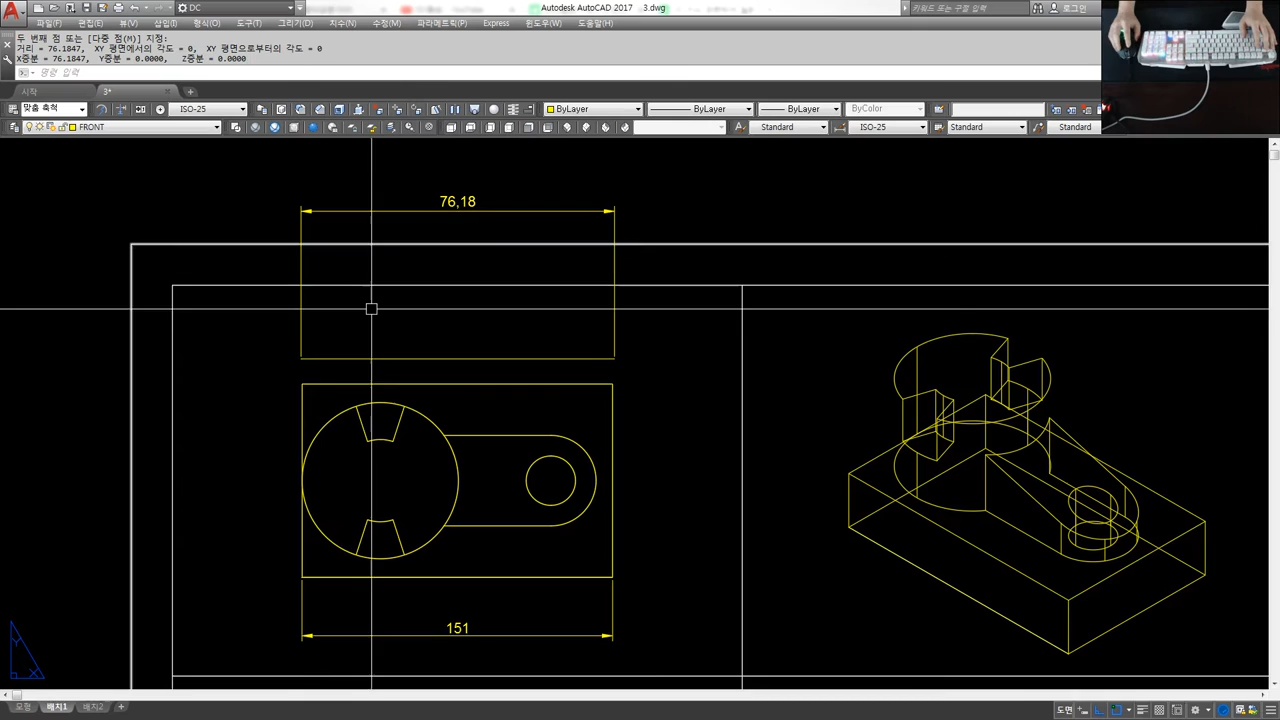 DC
Autodesk AutoCAD 2017
3.dwg
키워드 또는 구절 입력
로그인
파일(F)
편집(E)
뷰(V)
삽입(I)
형식(O)
도구(T)
그리기(D)
치수(N)
수정(M)
파라메트릭(P)
Express
윈도우(W)
도움말(H)
두 번째 점 또는 [다중 점(M)] 지정:
거리 = 76.1847, XY 평면에서의 각도 = 0, XY 평면으로부터의 각도 = 0
X증분 = 76.1847, Y증분 = 0.0000, Z증분 = 0.0000
명령 입력
시작
3*
맞춤 축척
ISO-25
ByLayer
ByLayer
ByLayer
ByColor
FRONT
Standard
ISO-25
Standard
Standard
76,18
151
Y
X
모형
배치1
배치2
도면